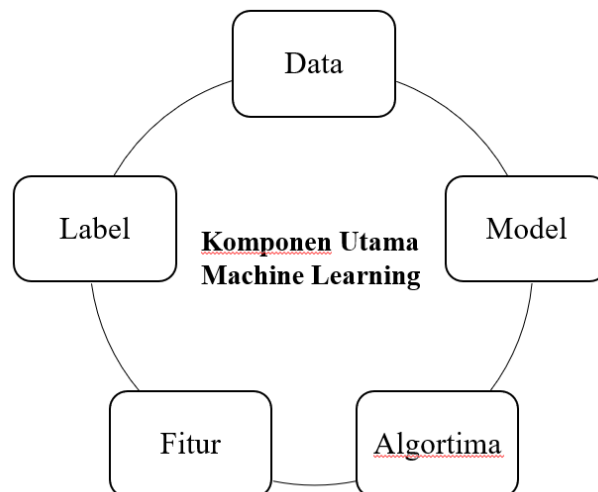 Data
Label
Komponen Utama
Machine Learning
Model
Fitur
Algortima